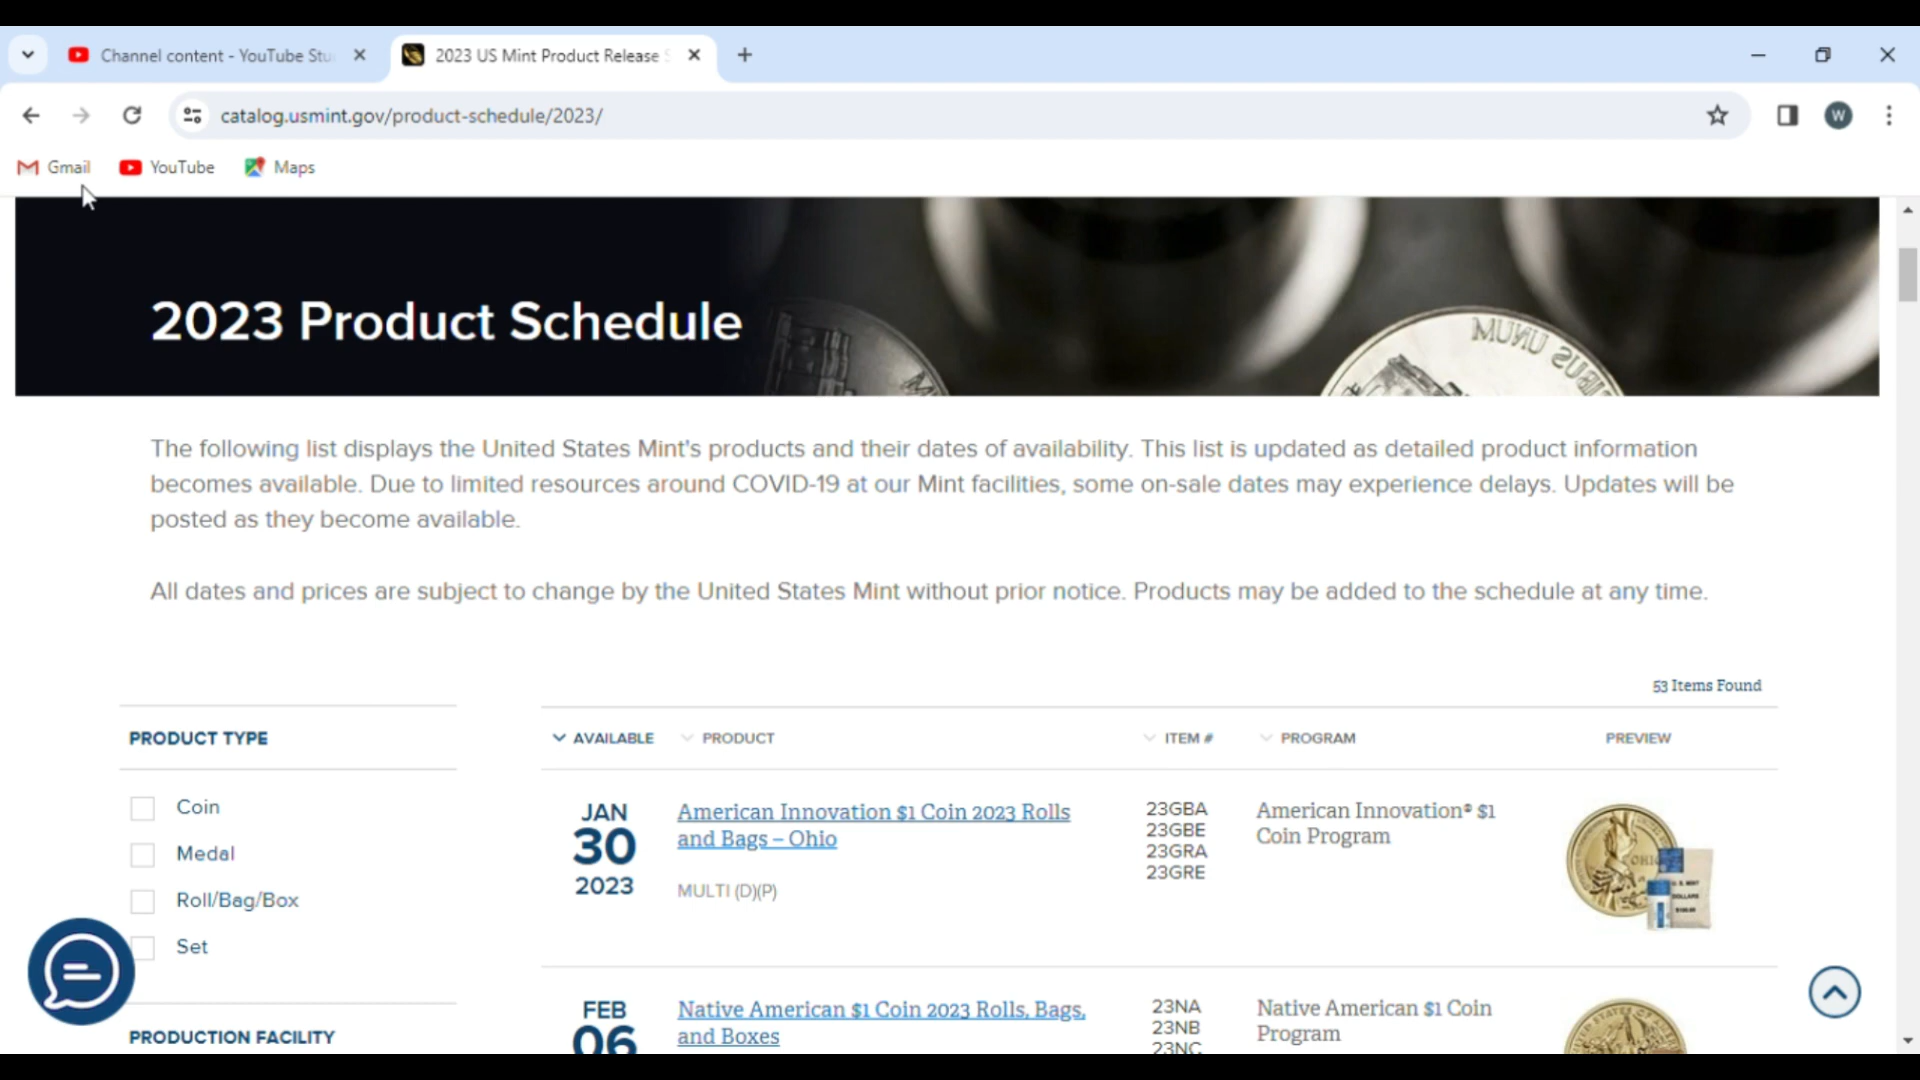 Channel content - YouTube Stu
2023 US Mint Product Release S
catalog.usmint.gov/product-schedule/2023/
W
Gmail
YouTube
Maps
2023 Product Schedule
The following list displays the United States Mint's products and their dates of availability. This list is updated as detailed product information
becomes available. Due to limited resources around COVID-19 at our Mint facilities, some on-sale dates may experience delays. Updates will be
posted as they become available.
All dates and prices are subject to change by the United States Mint without prior notice. Products may be added to the schedule at any time.
53 Items Found
PRODUCT TYPE
Coin
Medal
Roll/Bag/Box
Set
PRODUCTION FACILITY
AVAILABLE PRODUCT ITEM # PROGRAM PREVIEW
JAN
30
2023
American Innovation $1 Coin 2023 Rolls
and Bags – Ohio
MULTI (D)(P)
23GBA
23GBE
23GRA
23GRE
American Innovation® $1
Coin Program
FEB
06
Native American $1 Coin 2023 Rolls, Bags,
and Boxes
23NA
23NB
23NC
Native American $1 Coin
Program